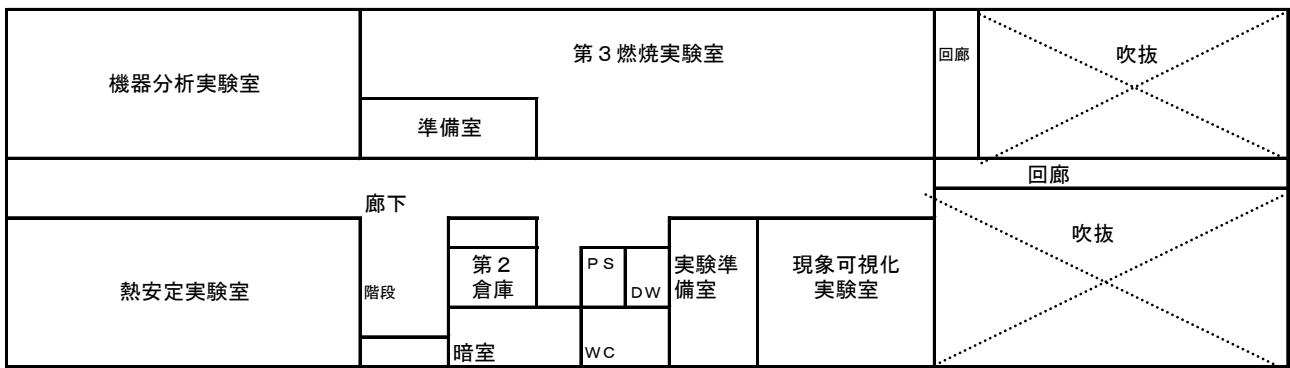 機器分析実験室
第３燃焼実験室
準備室
回廊
吹抜
回廊
廊下
熱安定実験室
階段
第２
倉庫
暗室
ＰＳ
ＤＷ
ＷＣ
実験準
備室
現象可視化
実験室
吹抜